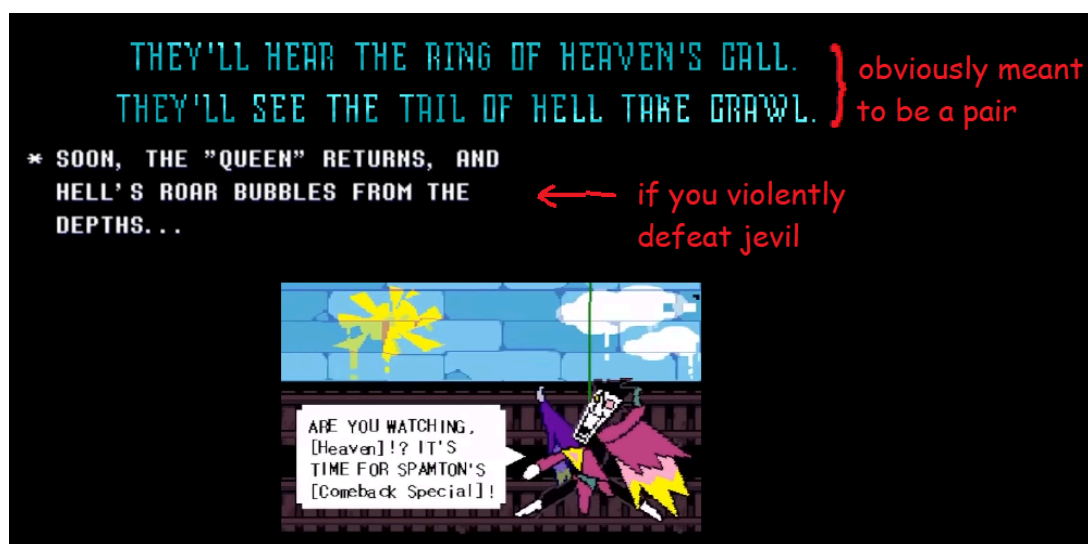 THEY'LL HEAR THE RING OF HEAVEN'S CALL.
THEY'LL SEE THE TAIL OF HELL TAKE CRAWL.
obviously meant
to be a pair
* SOON, THE "QUEEN" RETURNS, AND
HELL'S ROAR BUBBLES FROM THE
DEPTHS...
if you violently
defeat jevil
ARE YOU WATCHING,
[Heaven]!? IT'S
TIME FOR SPAMTON'S
[Comeback Special]!